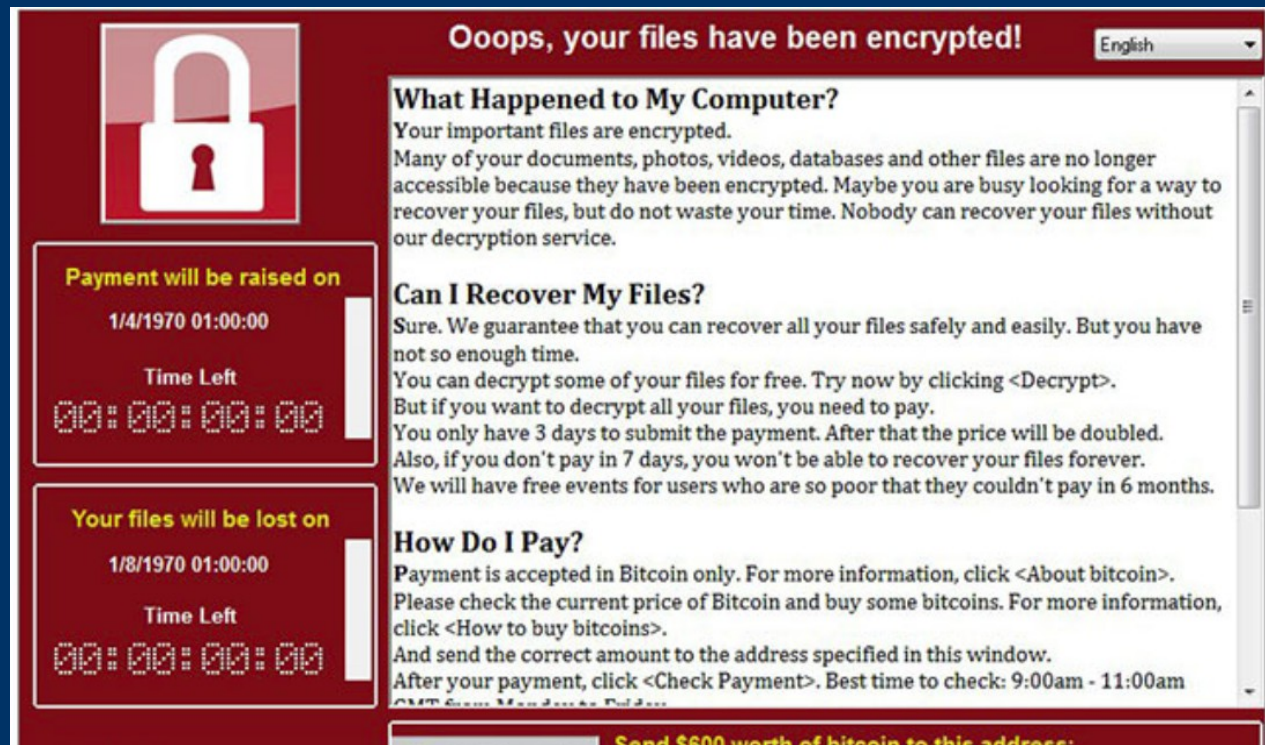 Ooops, your files have been encrypted!
English
What Happened to My Computer?
Your important files are encrypted.
Many of your documents, photos, videos, databases and other files are no longer
accessible because they have been encrypted. Maybe you are busy looking for a way to
recover your files, but do not waste your time. Nobody can recover your files without
our decryption service.
Can I Recover My Files?
Sure. We guarantee that you can recover all your files safely and easily. But you have
not so enough time.
You can decrypt some of your files for free. Try now by clicking <Decrypt>.
But if you want to decrypt all your files, you need to pay.
You only have 3 days to submit the payment. After that the price will be doubled.
Also, if you don't pay in 7 days, you won't be able to recover your files forever.
We will have free events for users who are so poor that they couldn't pay in 6 months.
How Do I Pay?
Payment is accepted in Bitcoin only. For more information, click <About bitcoin>.
Please check the current price of Bitcoin and buy some bitcoins. For more information,
click <How to buy bitcoins>.
And send the correct amount to the address specified in this window.
After your payment, click <Check Payment>. Best time to check: 9:00am - 11:00am
GMT from Monday to Friday
Payment will be raised on
1/4/1970 01:00:00
Time Left
00:00:00:00
Your files will be lost on
1/8/1970 01:00:00
Time Left
00:00:00:00
Send $600 worth of bitcoin to this address: